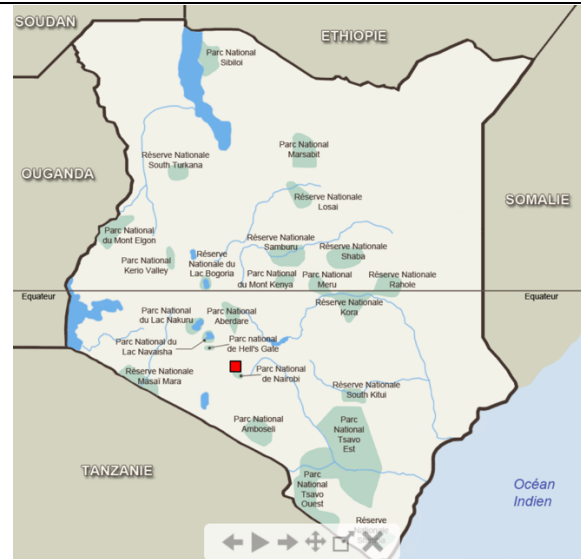 SOUDAN
ETHIOPIE
Parc National
Sibiloi
Parc National
Marsabit
Réserve Nationale
South Turkana
OUGANDA
SOMALIE
Réserve Nationale
Losai
Parc National
du Mont Elgon
Réserve Nationale
Samburu
Réserve Nationale
Shaba
Réserve
Nationale du
Lac Bogoria
Parc National
Kerio Valley
Parc National
du Mont Kenya
Parc National
Meru
Réserve Nationale
Rahole
Equateur
Equateur
Réserve Nationale
Kora
Parc National
du Lac Nakuru
Parc National
Aberdare
Parc National du
Lac Navaisha
Parc national
de Hell's Gate
Réserve Nationale
Masaï Mara
Parc National
de Nairobi
Réserve Nationale
South Kitui
Parc National
Amboseli
Parc
National
Tsavo
Est
TANZANIE
Parc
National
Tsavo
Ouest
Océan
Indien
Réserve